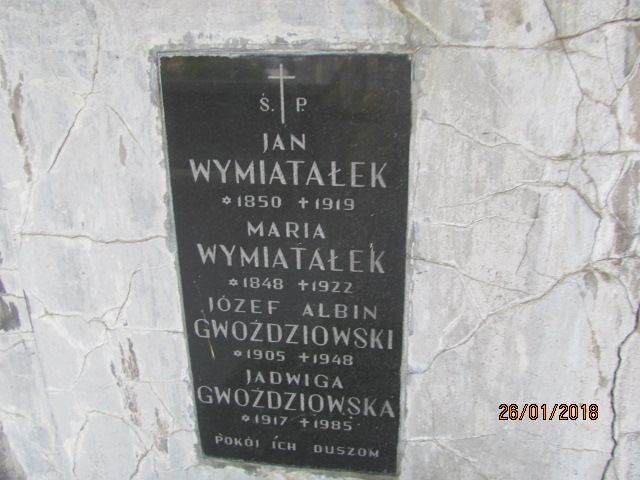 Ś. P.
JAN
WYMIATAŁEK
*1850 +1919
MARIA
WYMIATAŁEK
*1848 +1922
JÓZEF ALBIN
GWOŹDZIOWSKI
*1905 +1948
JADWIGA
GWOŹDZIOWSKA
*1917 +1985
POKÓJ ICH DUSZOM
26/01/2018